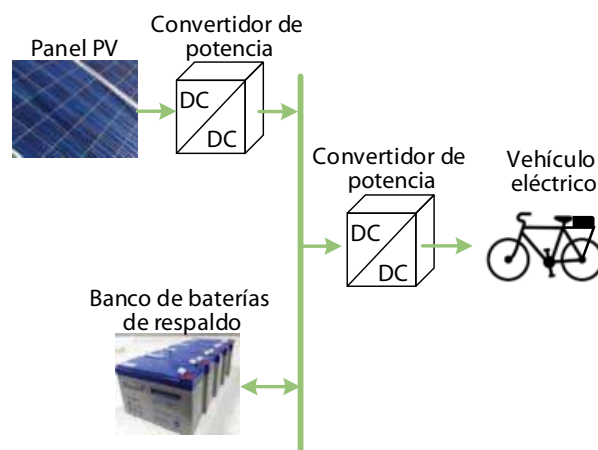 Panel PV
Convertidor de
potencia
DC
DC
Convertidor de
potencia
DC
DC
Vehículo
eléctrico
Banco de baterías
de respaldo